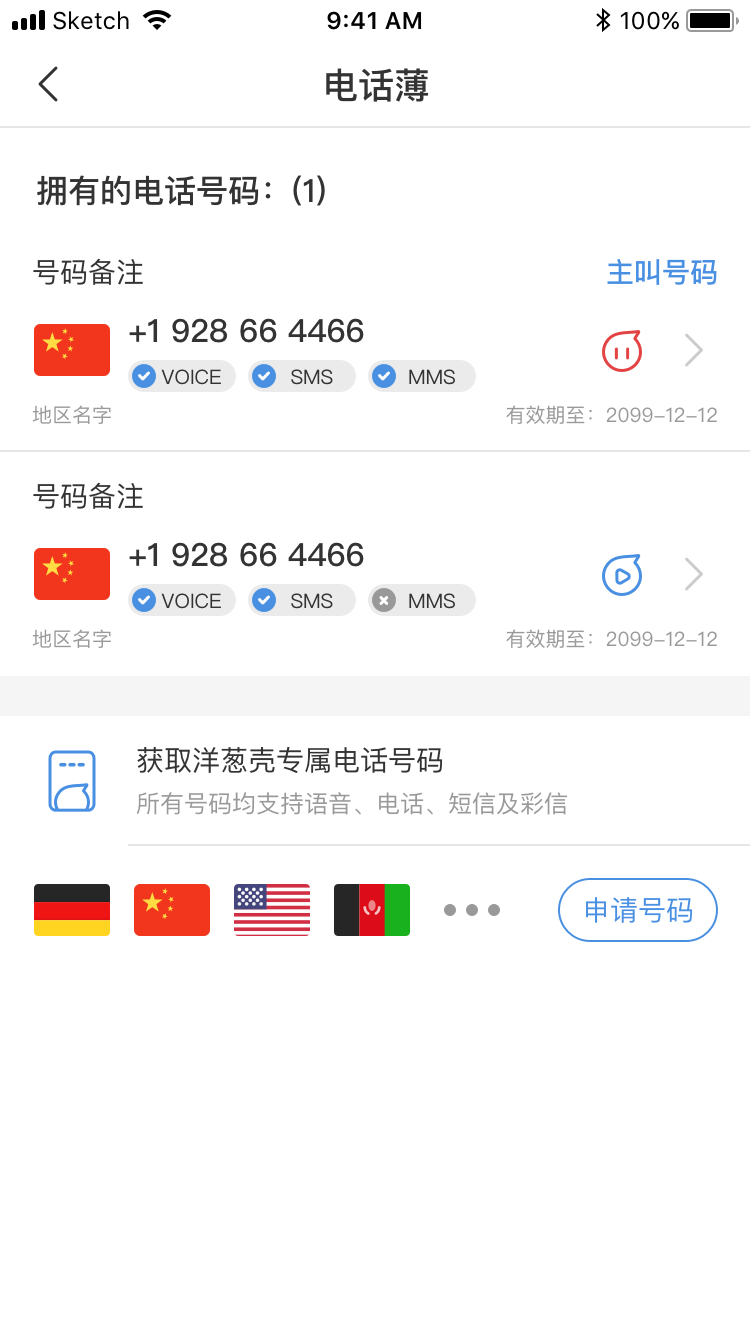 Sketch 9:41 AM 100%
电话薄
拥有的电话号码：(1)
号码备注 主叫号码
+1 928 66 4466
VOICE SMS MMS
地区名字 有效期至：2099-12-12
号码备注
+1 928 66 4466
VOICE SMS MMS
地区名字 有效期至：2099-12-12
获取洋葱壳专属电话号码
所有号码均支持语音、电话、短信及彩信
申请号码